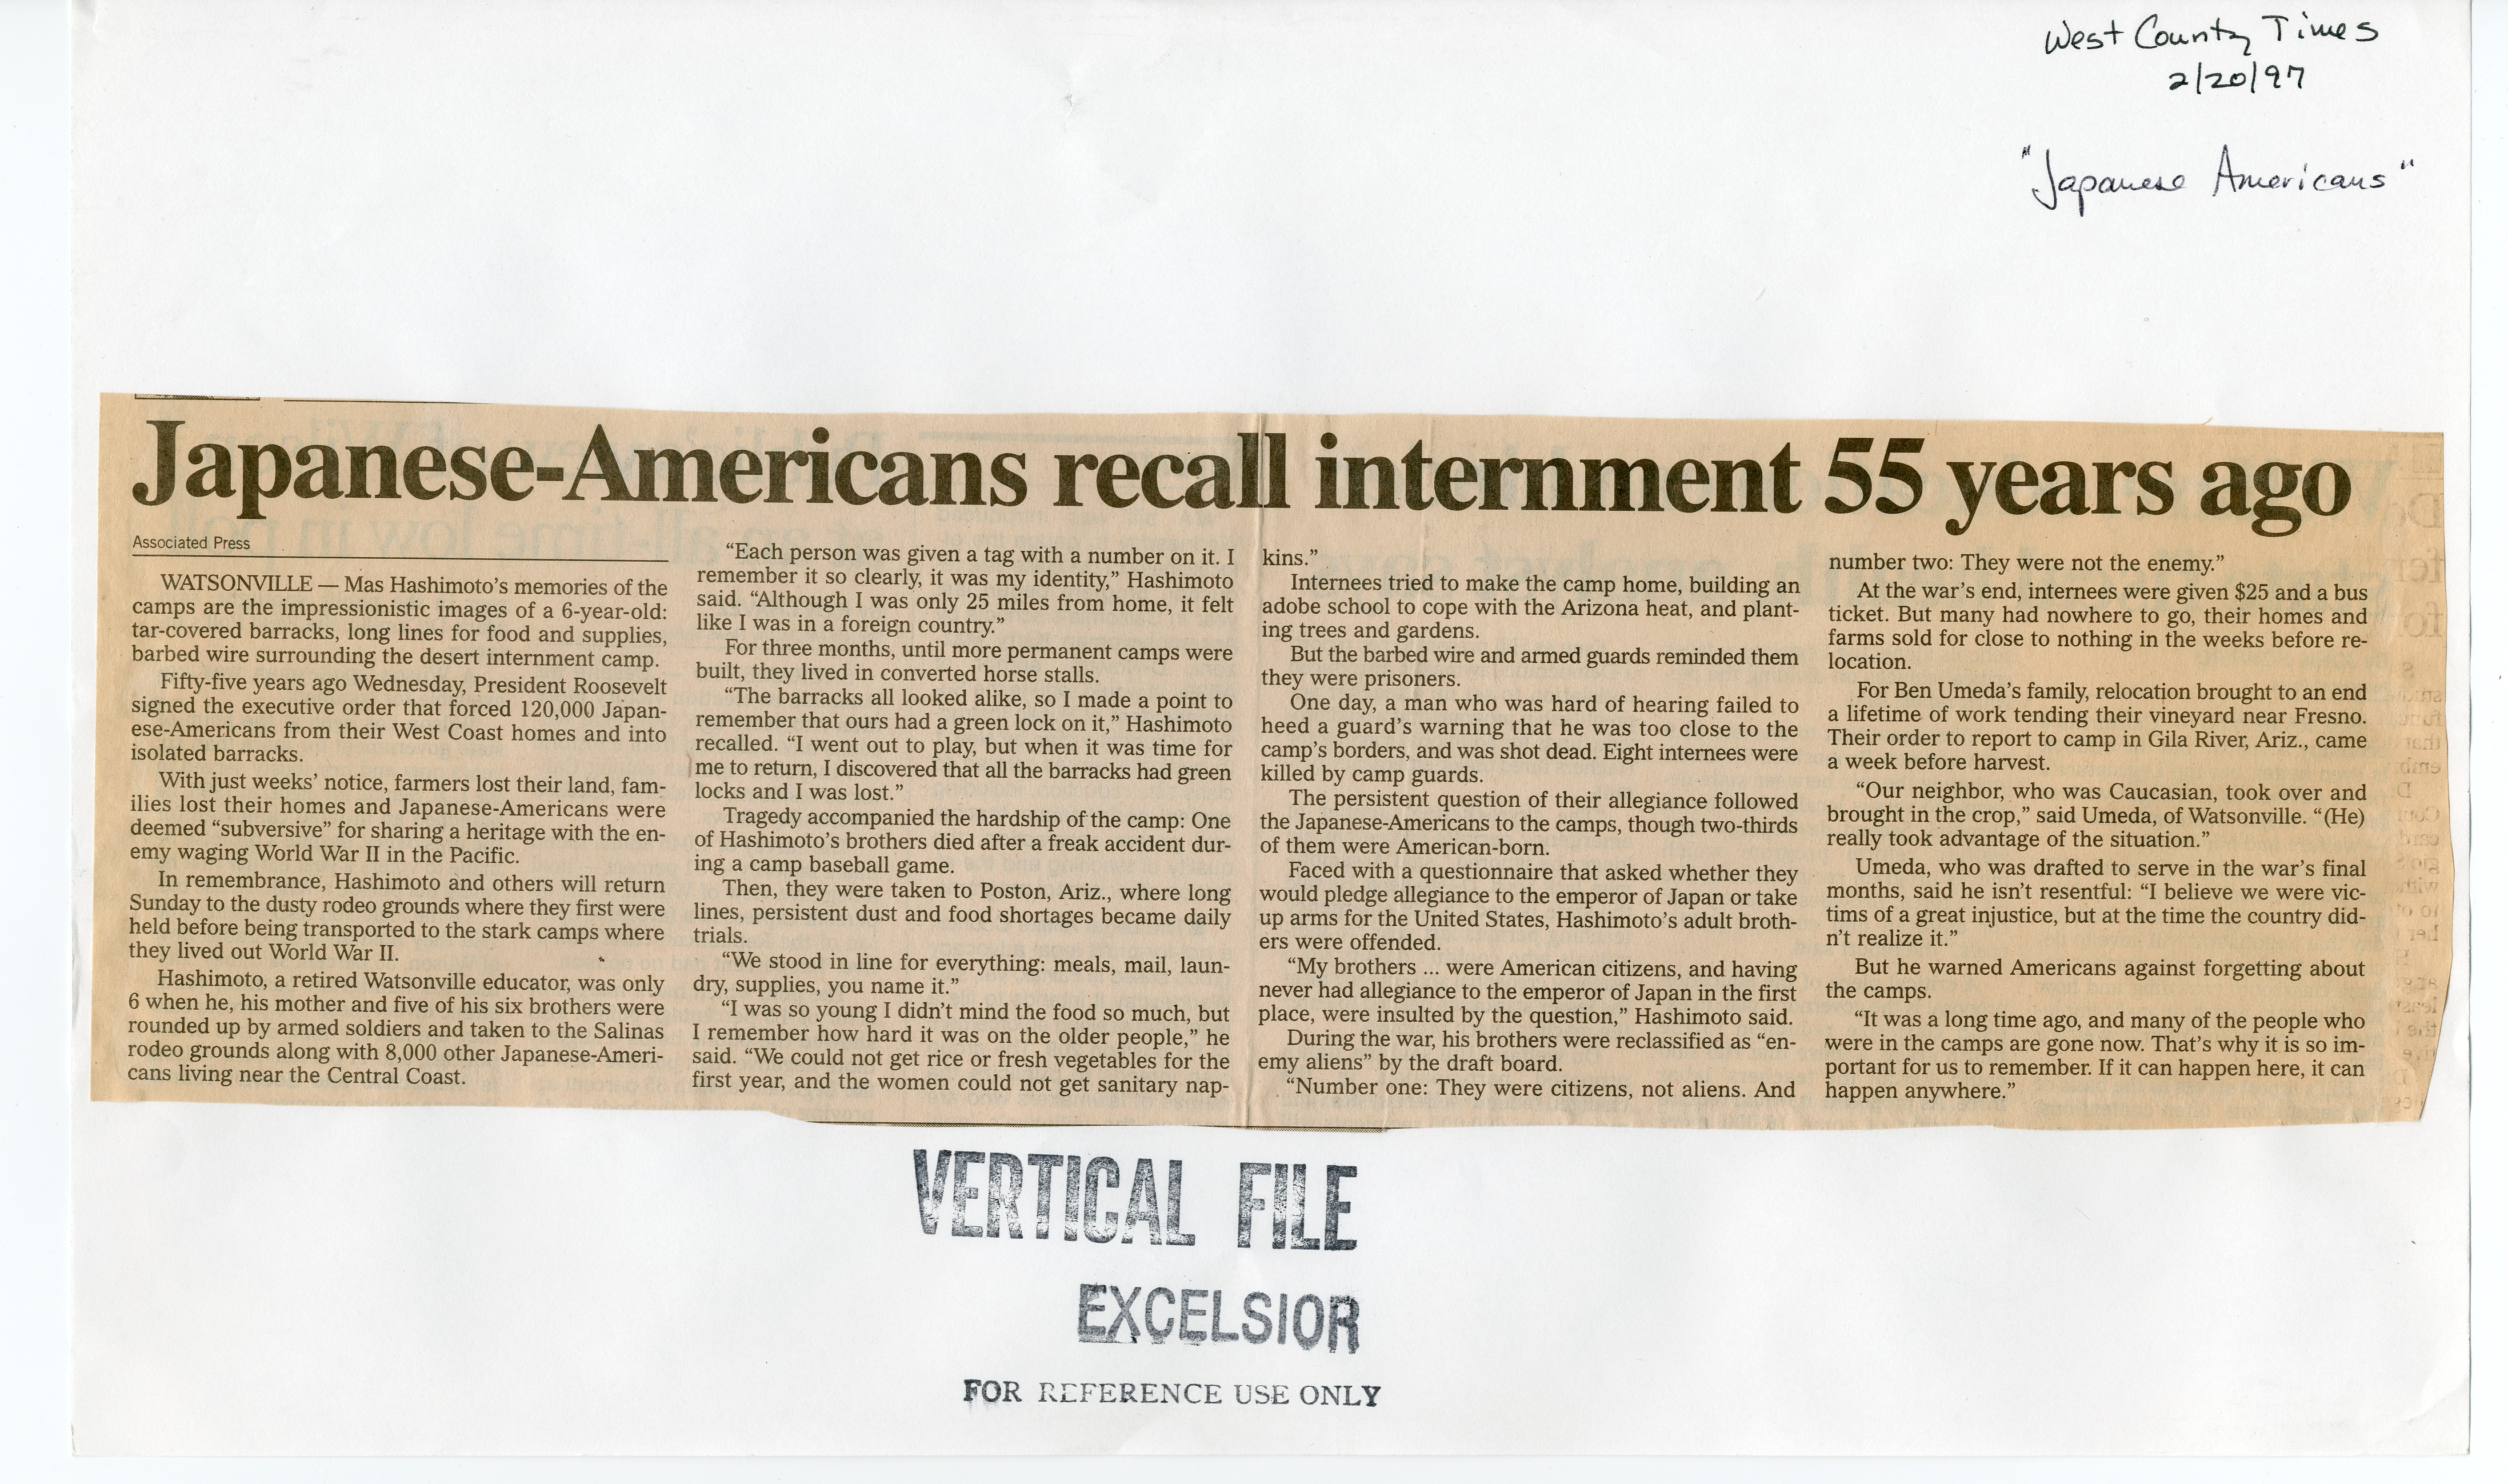 West County Times
2/20/97
"Japanese Americans"
Japanese-Americans recall internment 55 years ago
Associated Press
WATSONVILLE — Mas Hashimoto's memories of the
camps are the impressionistic images of a 6-year-old:
tar-covered barracks, long lines for food and supplies,
barbed wire surrounding the desert internment camp.
Fifty-five years ago Wednesday, President Roosevelt
signed the executive order that forced 120,000 Japan-
ese-Americans from their West Coast homes and into
isolated barracks.
With just weeks' notice, farmers lost their land, fam-
ilies lost their homes and Japanese-Americans were
deemed "subversive" for sharing a heritage with the en-
emy waging World War II in the Pacific.
In remembrance, Hashimoto and others will return
Sunday to the dusty rodeo grounds where they first were
held before being transported to the stark camps where
they lived out World War II.
Hashimoto, a retired Watsonville educator, was only
6 when he, his mother and five of his six brothers were
rounded up by armed soldiers and taken to the Salinas
rodeo grounds along with 8,000 other Japanese-Ameri-
cans living near the Central Coast.
"Each person was given a tag with a number on it. I
remember it so clearly, it was my identity," Hashimoto
said. "Although I was only 25 miles from home, it felt
like I was in a foreign country."
For three months, until more permanent camps were
built, they lived in converted horse stalls.
"The barracks all looked alike, so I made a point to
remember that ours had a green lock on it," Hashimoto
recalled. "I went out to play, but when it was time for
me to return, I discovered that all the barracks had green
locks and I was lost."
Tragedy accompanied the hardship of the camp: One
of Hashimoto's brothers died after a freak accident dur-
ing a camp baseball game.
Then, they were taken to Poston, Ariz., where long
lines, persistent dust and food shortages became daily
trials.
"We stood in line for everything: meals, mail, laun-
dry, supplies, you name it."
"I was so young I didn't mind the food so much, but
I remember how hard it was on the older people," he
said. "We could not get rice or fresh vegetables for the
first year, and the women could not get sanitary nap-
kins."
Internees tried to make the camp home, building an
adobe school to cope with the Arizona heat, and plant-
ing trees and gardens.
But the barbed wire and armed guards reminded them
they were prisoners.
One day, a man who was hard of hearing failed to
heed a guard's warning that he was too close to the
camp's borders, and was shot dead. Eight internees were
killed by camp guards.
The persistent question of their allegiance followed
the Japanese-Americans to the camps, though two-thirds
of them were American-born.
Faced with a questionnaire that asked whether they
would pledge allegiance to the emperor of Japan or take
up arms for the United States, Hashimoto's adult broth-
ers were offended.
"My brothers ... were American citizens, and having
never had allegiance to the emperor of Japan in the first
place, were insulted by the question," Hashimoto said.
During the war, his brothers were reclassified as "en-
emy aliens" by the draft board.
"Number one: They were citizens, not aliens. And
number two: They were not the enemy."
At the war's end, internees were given $25 and a bus
ticket. But many had nowhere to go, their homes and
farms sold for close to nothing in the weeks before re-
location.
For Ben Umeda's family, relocation brought to an end
a lifetime of work tending their vineyard near Fresno.
Their order to report to camp in Gila River, Ariz., came
a week before harvest.
"Our neighbor, who was Caucasian, took over and
brought in the crop," said Umeda, of Watsonville. "(He)
really took advantage of the situation."
Umeda, who was drafted to serve in the war's final
months, said he isn't resentful: "I believe we were vic-
tims of a great injustice, but at the time the country did-
n't realize it."
But he warned Americans against forgetting about
the camps.
"It was a long time ago, and many of the people who
were in the camps are gone now. That's why it is so im-
portant for us to remember. If it can happen here, it can
happen anywhere."
VERTICAL FILE
EXCELSIOR
FOR REFERENCE USE ONLY